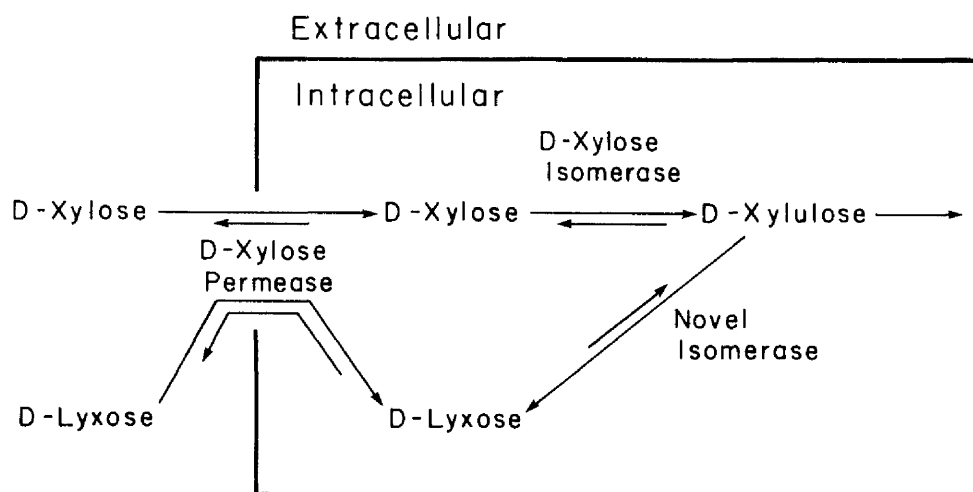 Extracellular
Intracellular
D-Xylose
Isomerase
D-Xylose
D-Xylose
D-Xylulose
D-Xylose
Permease
Novel
Isomerase
D-Lyxose
D-Lyxose